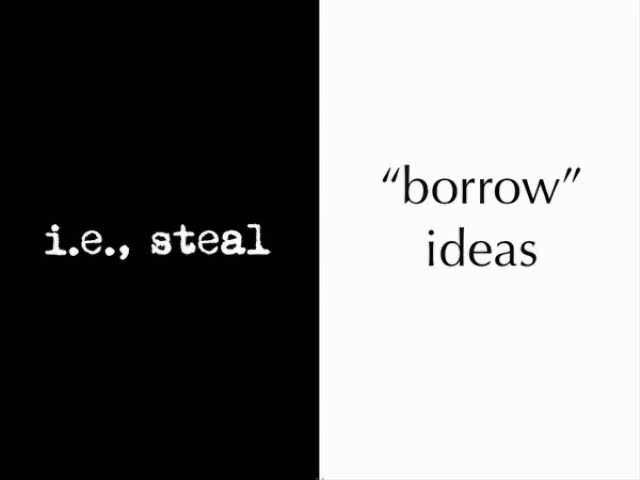 i.e., steal
“borrow”
ideas